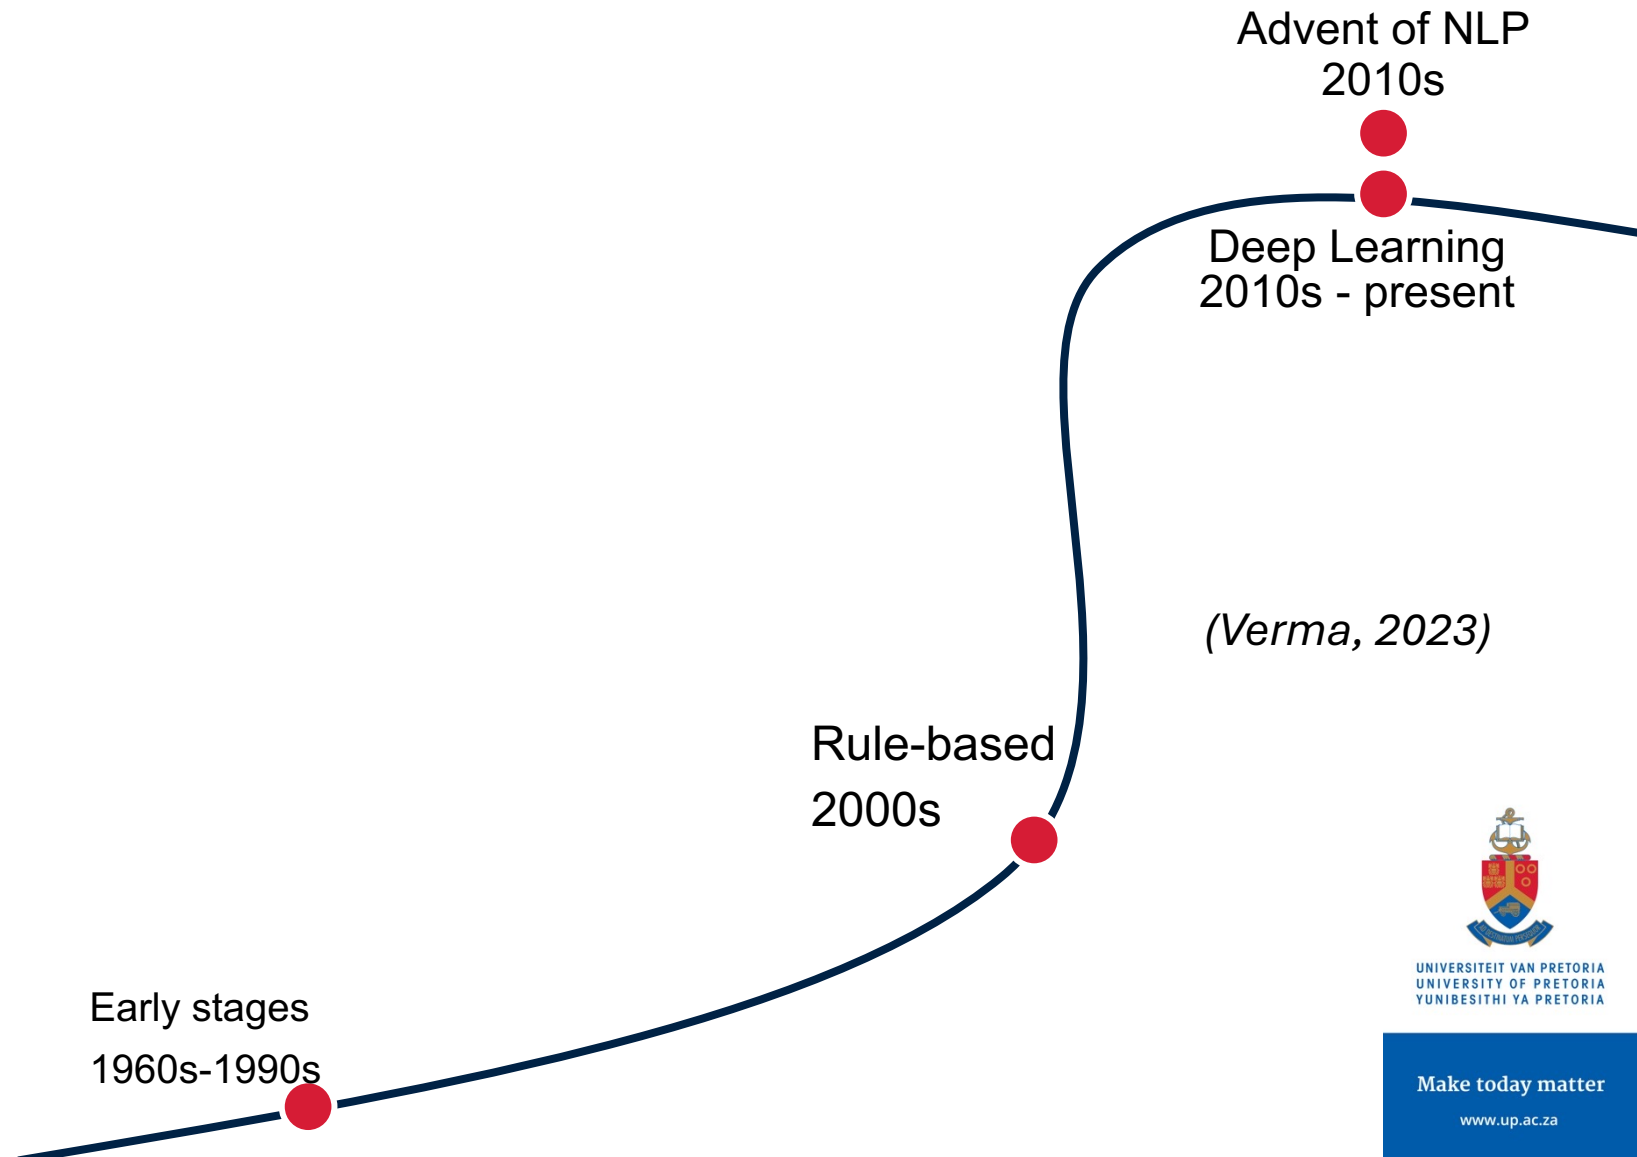 Advent of NLP
2010s
Deep Learning
2010s - present
(Verma, 2023)
Rule-based
2000s
Early stages
1960s-1990s
UNIVERSITEIT VAN PRETORIA
UNIVERSITY OF PRETORIA
YUNIBESITHI YA PRETORIA
Make today matter
www.up.ac.za